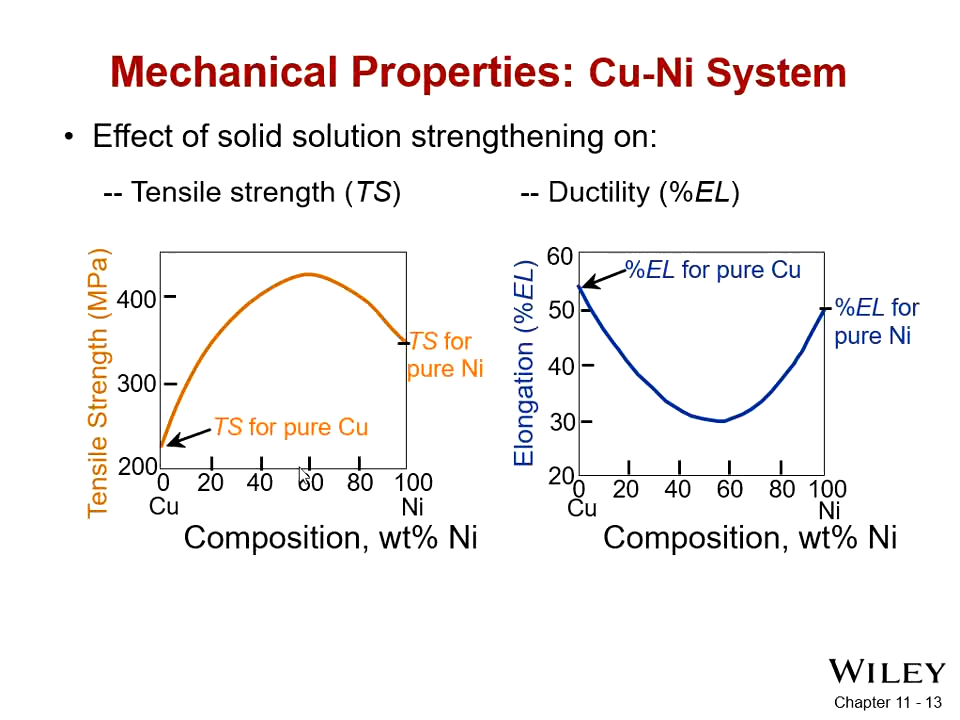 Mechanical Properties: Cu-Ni System
• Effect of solid solution strengthening on:
-- Tensile strength (TS)
-- Ductility (%EL)
Tensile Strength (MPa)
400
300
200
TS for pure Cu
TS for
pure Ni
0 20 40 60 80 100
Cu Ni
Composition, wt% Ni
Elongation (%EL)
60
50
40
30
20
%EL for pure Cu
%EL for
pure Ni
0 20 40 60 80 100
Cu Ni
Composition, wt% Ni
WILEY
Chapter 11 - 13